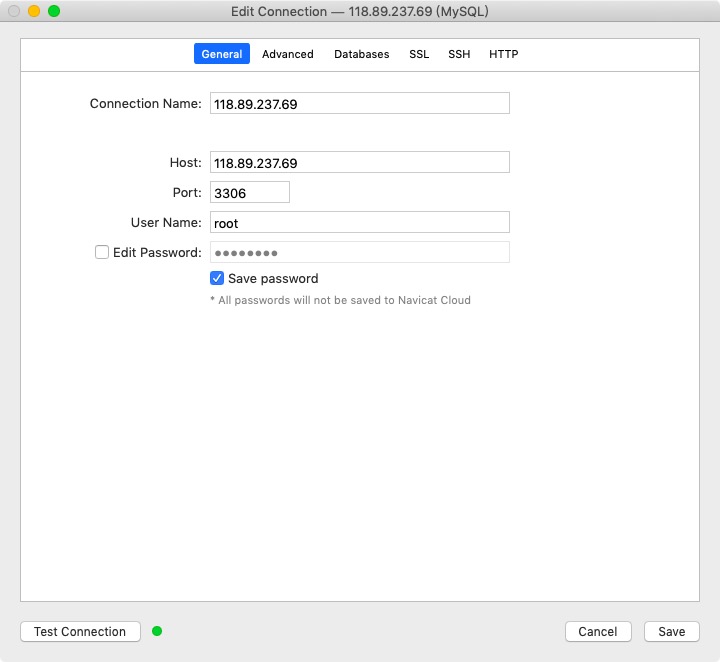 Edit Connection — 118.89.237.69 (MySQL)
General Advanced Databases SSL SSH HTTP
Connection Name: 118.89.237.69
Host: 118.89.237.69
Port: 3306
User Name: root
Edit Password: ●●●●●●●●
Save password
* All passwords will not be saved to Navicat Cloud
Test Connection Cancel Save